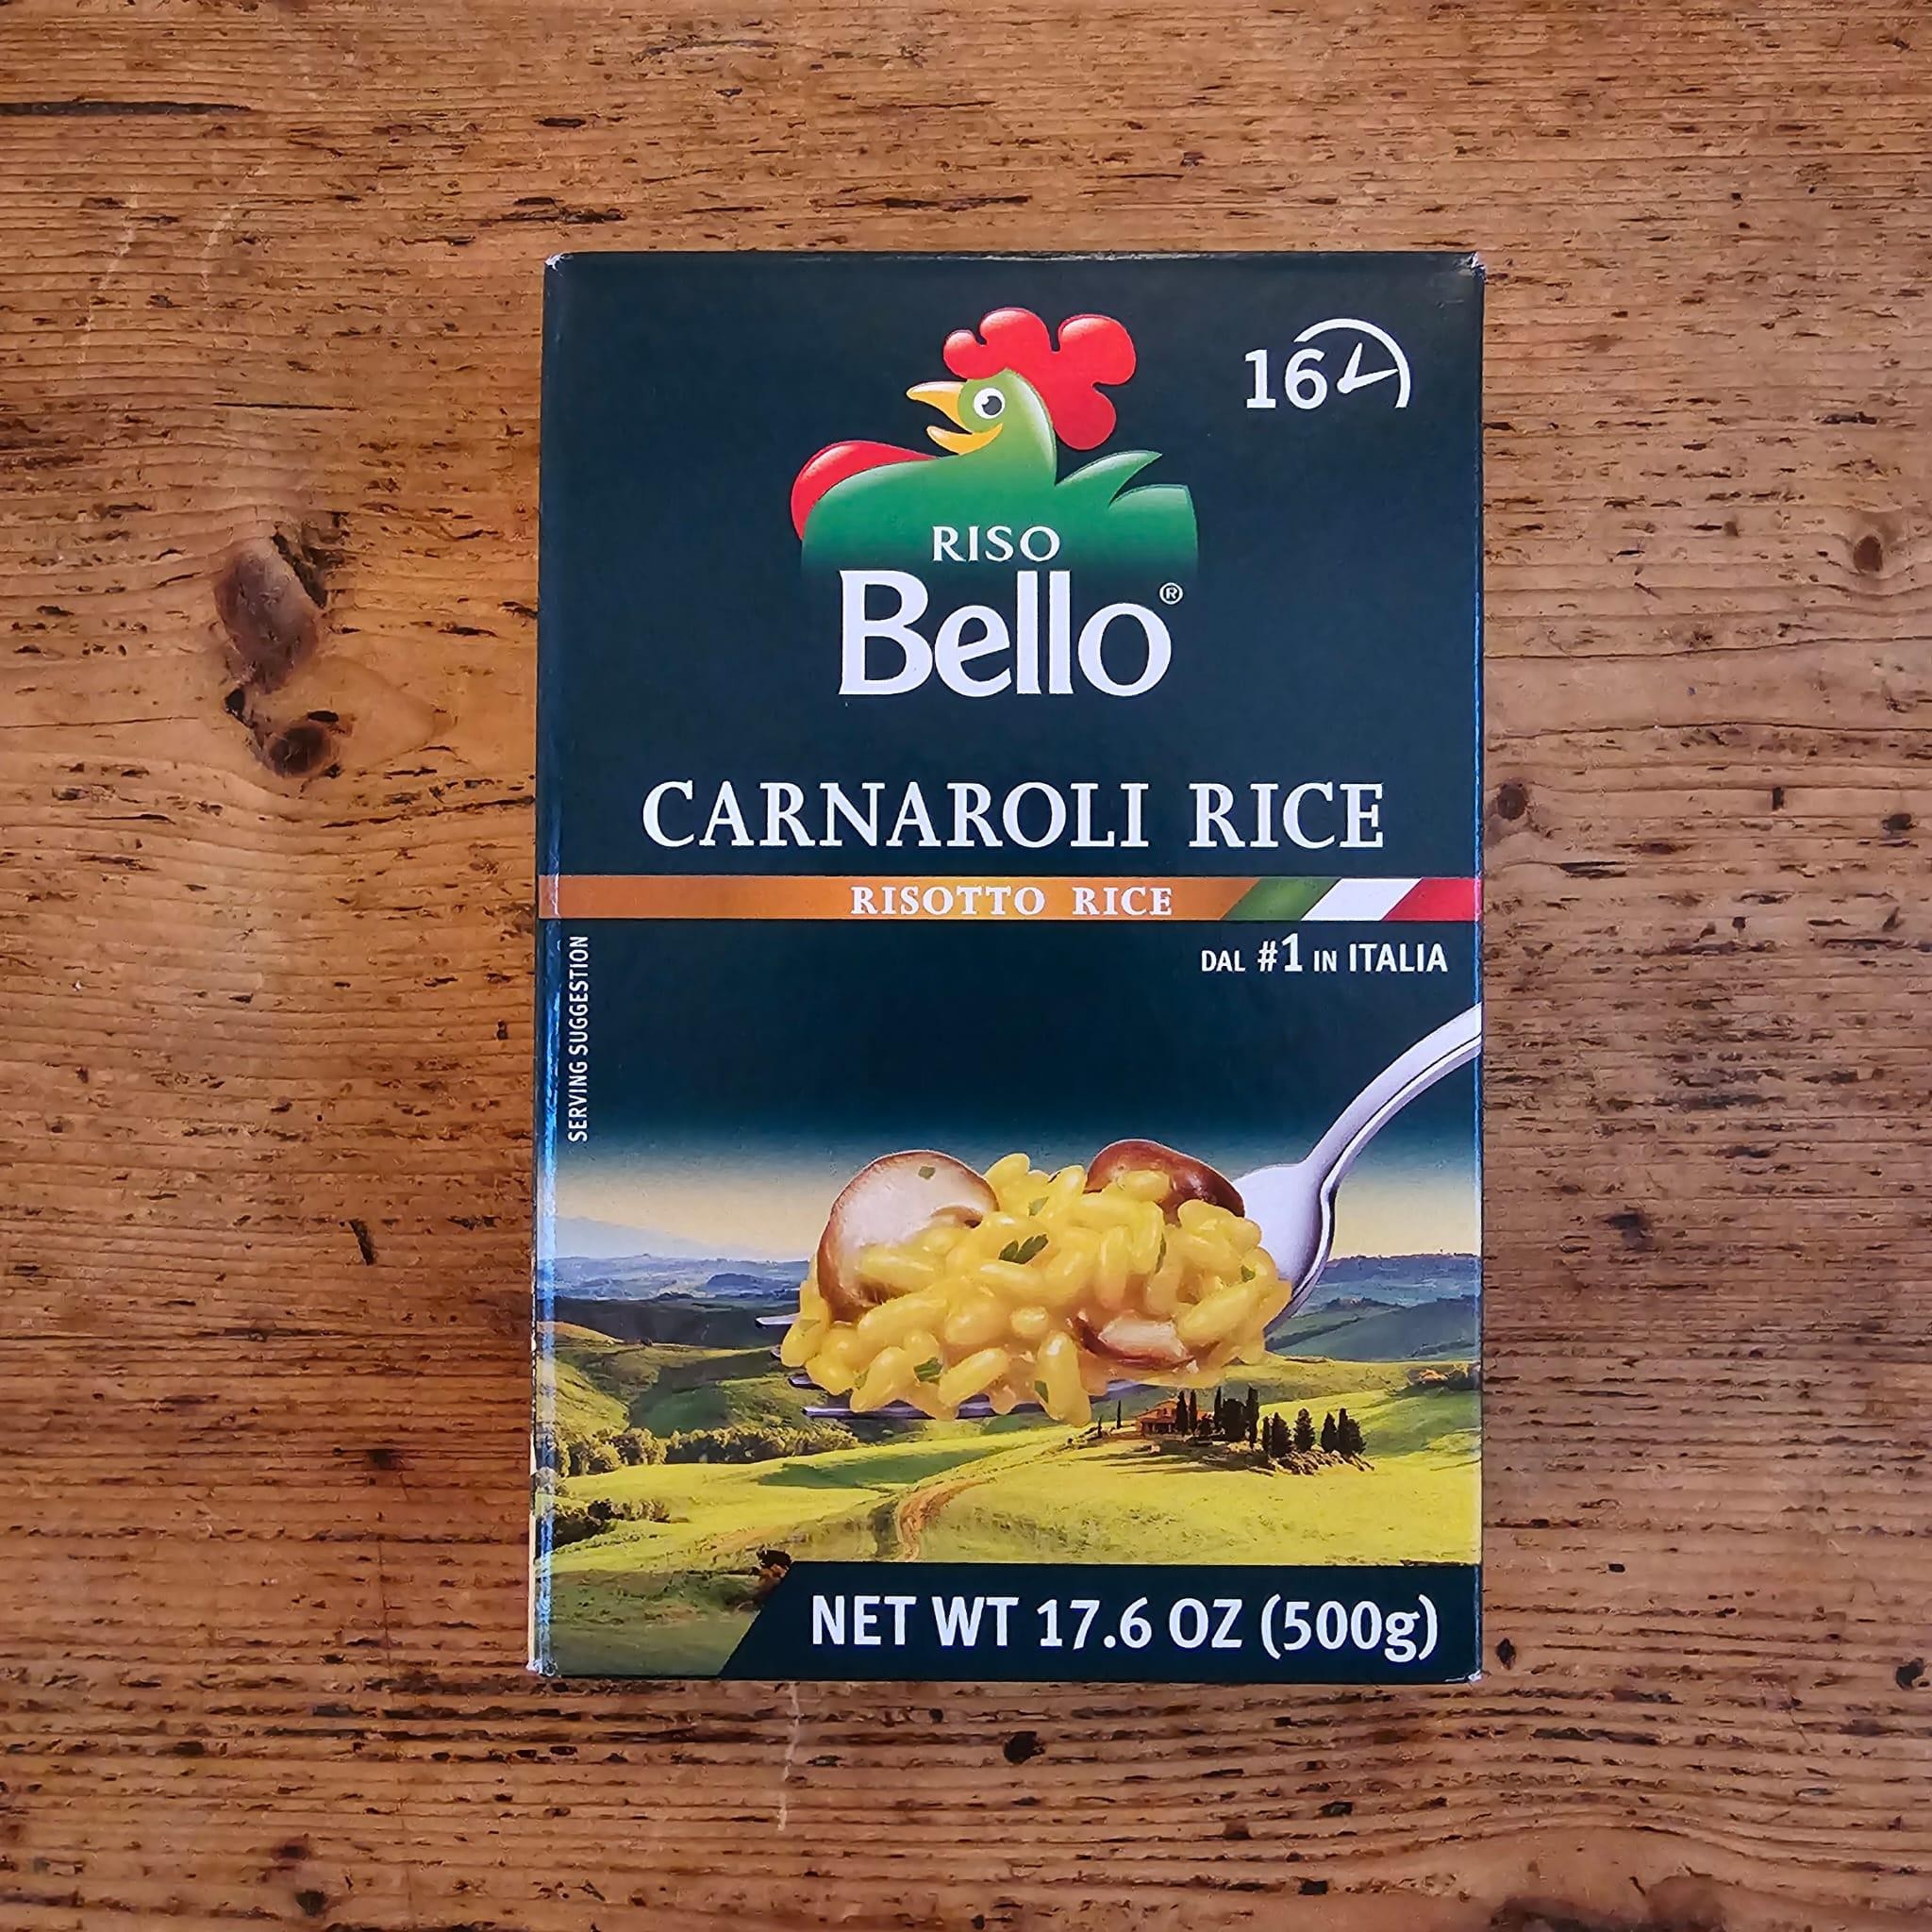 16
RISO
Bello®
CARNAROLI RICE
RISOTTO RICE
DAL #1 IN ITALIA
SERVING SUGGESTION
NET WT 17.6 OZ (500g)